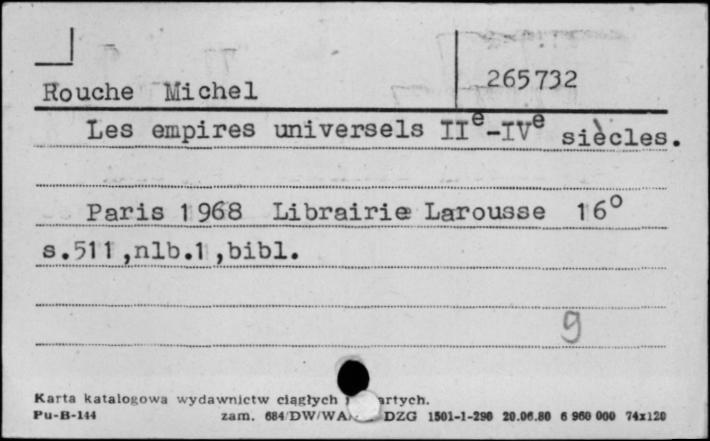 Rouche Michel 265732
Les empires universels IIe-IVe siècles.
Paris 1968 Librairie Larousse 16°
s.511,nlb.1,bibl.
9
Karta katalogowa wydawnictw ciągłych
Pu-B-144 zam. 684/DW/WA DZG 1501-1-296 20.06.80 6 960 000 74x120